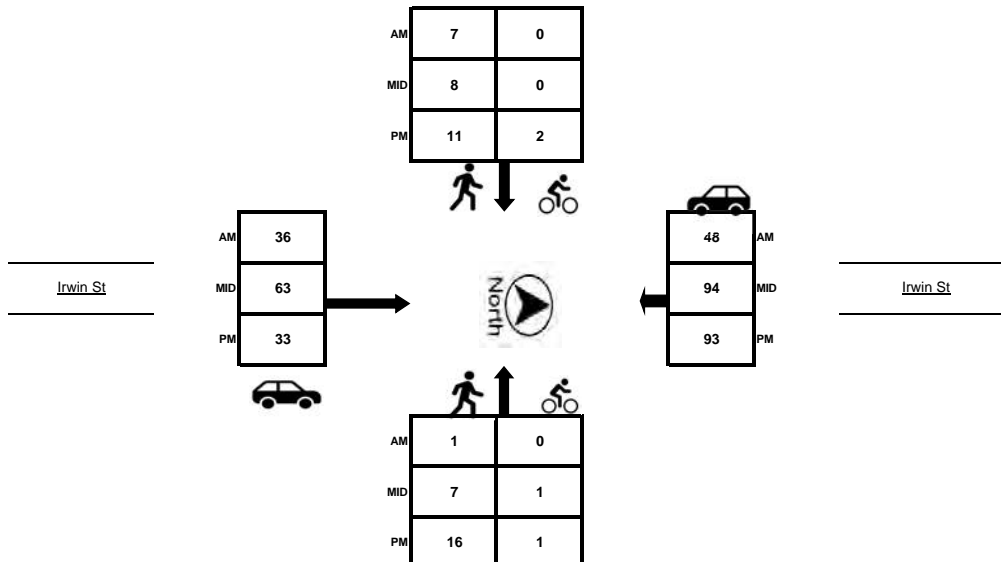 AM 7 0
MID 8 0
PM 11 2
AM 36
48 AM
Irwin St
MID 63
North
94 MID
Irwin St
PM 33
93 PM
AM 1 0
MID 7 1
PM 16 1